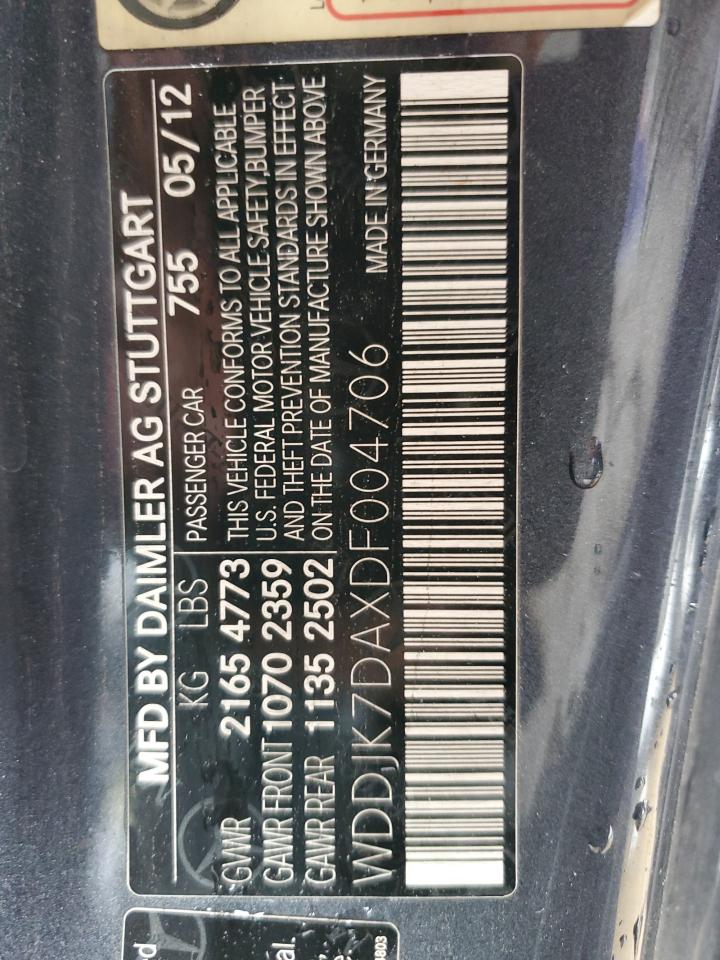 MFD BY DAIMLER AG STUTTGART
KG LBS PASSENGER CAR 755 05/12
GVWR 2165 4773 THIS VEHICLE CONFORMS TO ALL APPLICABLE
U.S. FEDERAL MOTOR VEHICLE SAFETY,BUMPER
GAWR FRONT 1070 2359 AND THEFT PREVENTION STANDARDS IN EFFECT
GAWR REAR 1135 2502 ON THE DATE OF MANUFACTURE SHOWN ABOVE
WDDJK7DAXDF004706 MADE IN GERMANY